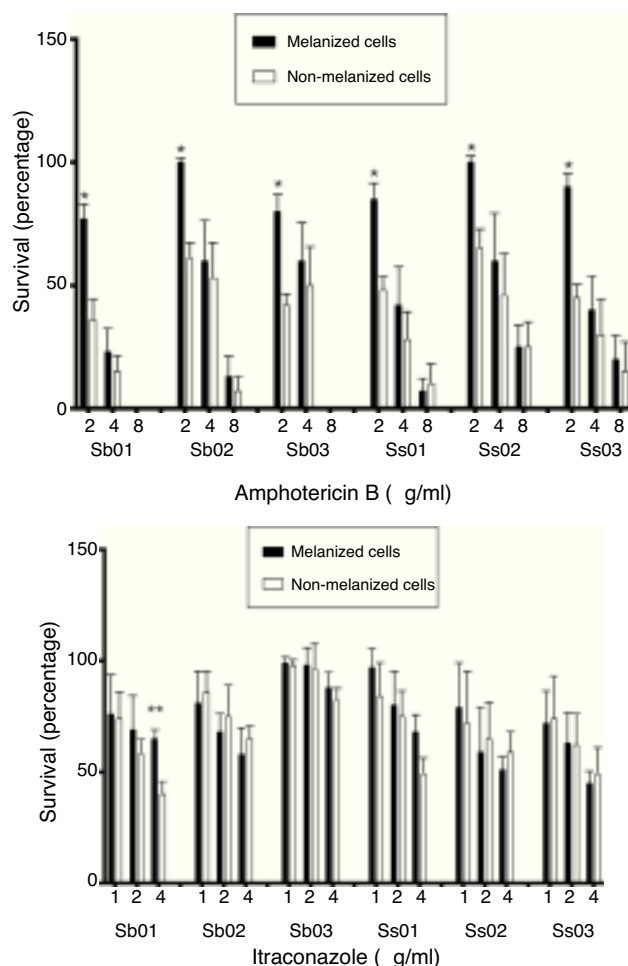 150
100
50
0
Survival (percentage)
Melanized cells
Non-melanized cells
* * * * * *
2 4 8 2 4 8 2 4 8 2 4 8 2 4 8 2 4 8
Sb01 Sb02 Sb03 Ss01 Ss02 Ss03
Amphotericin B ( g/ml)
150
100
50
0
Survival (percentage)
Melanized cells
Non-melanized cells
**
1 2 4 1 2 4 1 2 4 1 2 4 1 2 4 1 2 4
Sb01 Sb02 Sb03 Ss01 Ss02 Ss03
Itraconazole ( g/ml)